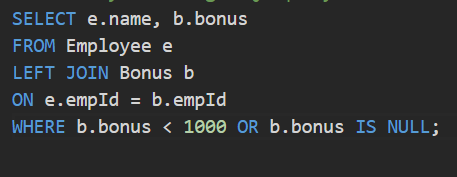 SELECT e.name, b.bonus
FROM Employee e
LEFT JOIN Bonus b
ON e.empId = b.empId
WHERE b.bonus < 1000 OR b.bonus IS NULL;